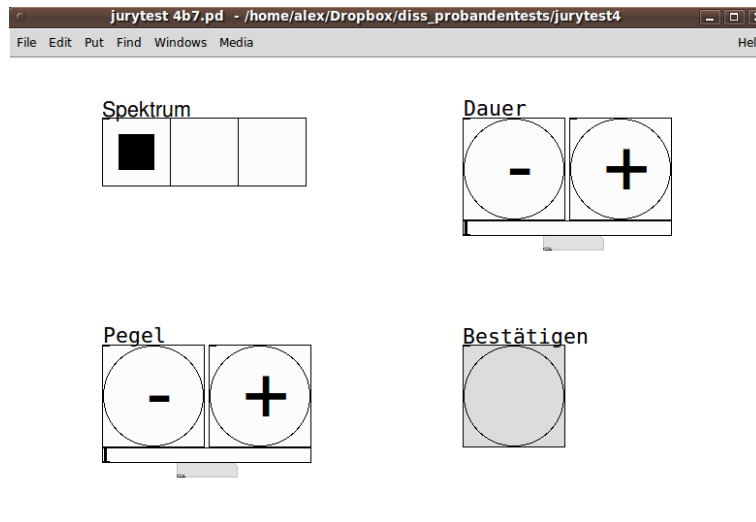 jurytest 4b7.pd - /home/alex/Dropbox/diss_probandentests/jurytest4
File Edit Put Find Windows Media Hel
Spektrum
Dauer
- +
Pegel
- +
Bestätigen